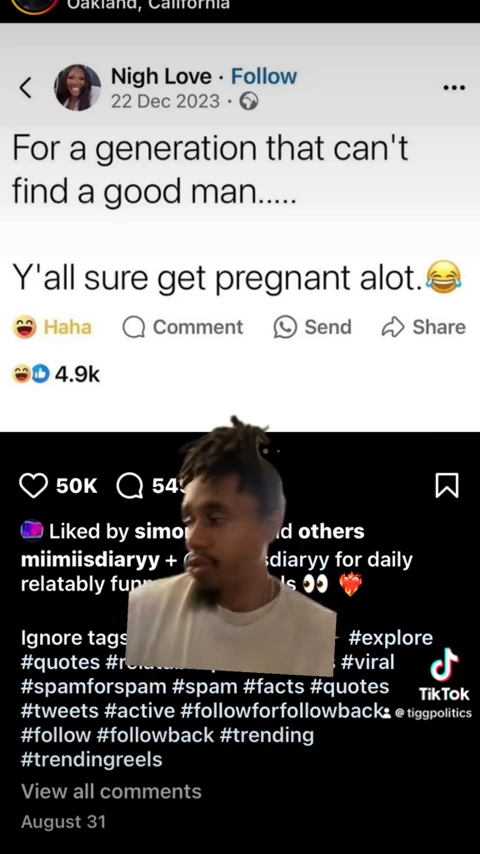 Oakland, California
Nigh Love · Follow
22 Dec 2023 ·
For a generation that can't
find a good man.....
Y'all sure get pregnant alot.😂
Haha Comment Send Share
4.9k
50K
Liked by others
miimiisdiaryy + diaryy for daily
relatably 👀 ❤️‍🔥
Ignore tags #explore
#quotes #viral
#spamforspam #spam #facts #quotes
#tweets #active #followforfollowback
#follow #followback #trending
#trendingreels
View all comments
August 31
TikTok
@tiggpolitics